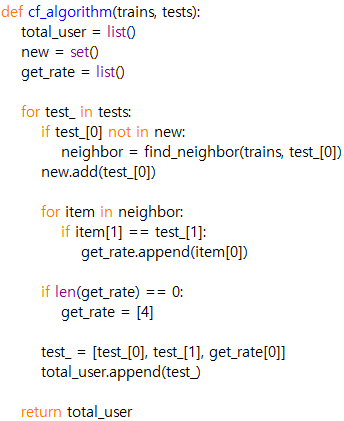 def cf_algorithm(trains, tests):
total_user = list()
new = set()
get_rate = list()
for test_ in tests:
if test_[0] not in new:
neighbor = find_neighbor(trains, test_[0])
new.add(test_[0])
for item in neighbor:
if item[1] == test_[1]:
get_rate.append(item[0])
if len(get_rate) == 0:
get_rate = [4]
test_ = [test_[0], test_[1], get_rate[0]]
total_user.append(test_)
return total_user